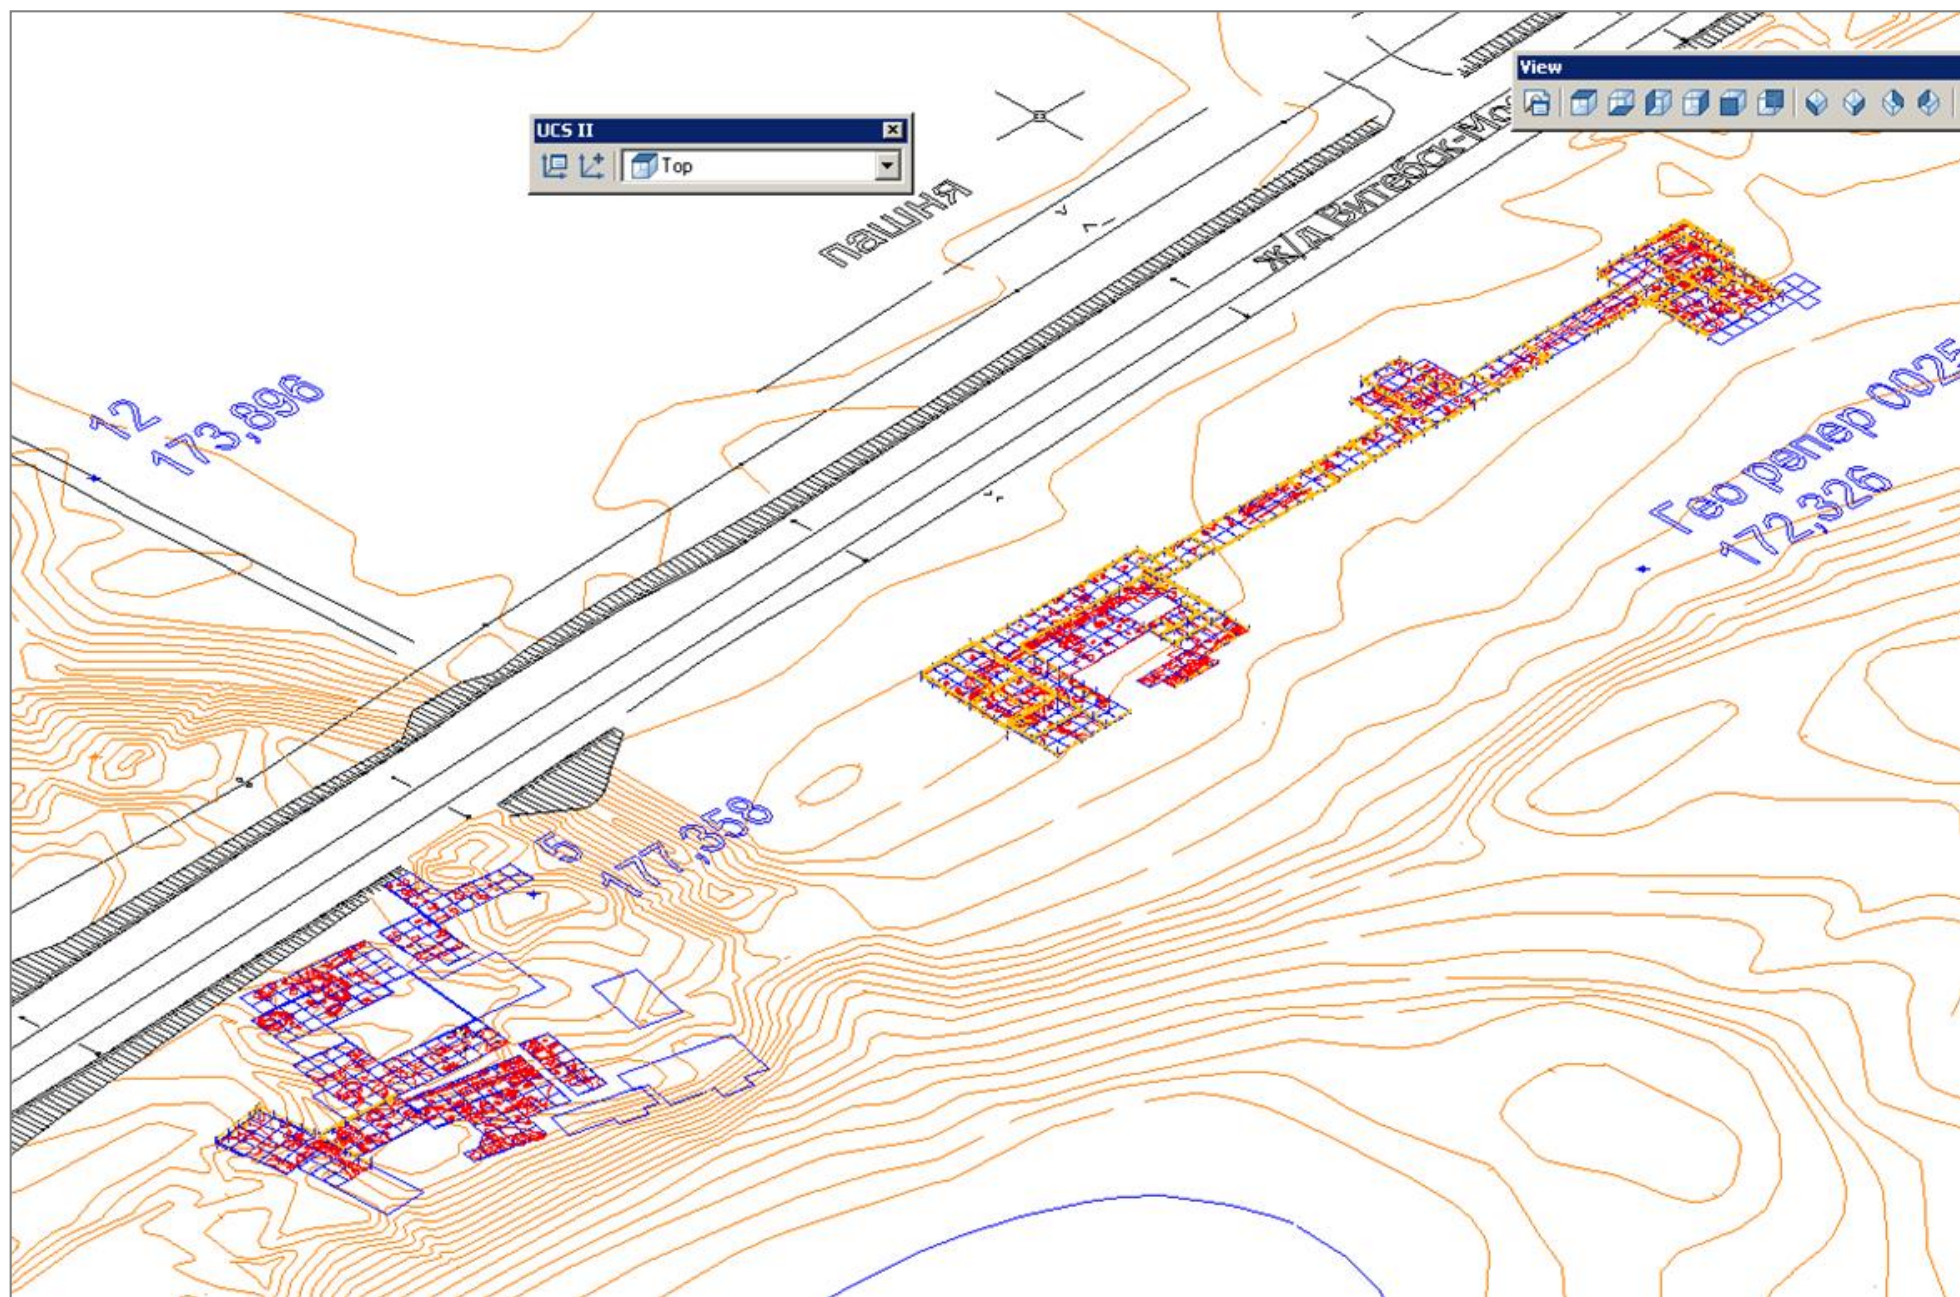 View
UCS II
Top
пашня
ж/д Витебск-Мо
12
173,896
Гео репер 0025
172,326
5
177,358